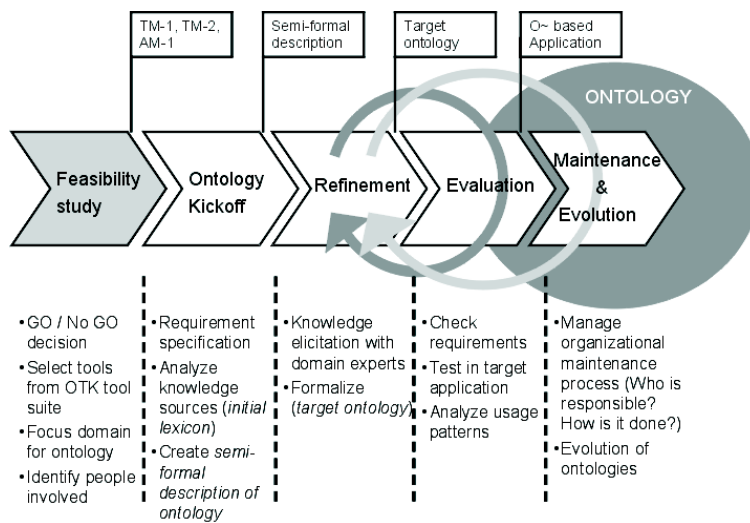 TM-1, TM-2,
AM-1
Semi-formal
description
Target
ontology
O~ based
Application
ONTOLOGY
Feasibility
study
Ontology
Kickoff
Refinement
Evaluation
Maintenance
&
Evolution
•GO / No GO
decision
•Select tools
from OTK tool
suite
•Focus domain
for ontology
•Identify people
involved
•Requirement
specification
•Analyze
knowledge
sources (initial
lexicon)
•Create semi-
formal
description of
ontology
•Knowledge
elicitation with
domain experts
•Formalize
(target ontology)
•Check
requirements
•Test in target
application
•Analyze usage
patterns
•Manage
organizational
maintenance
process (Who is
responsible?
How is it done?)
•Evolution of
ontologies